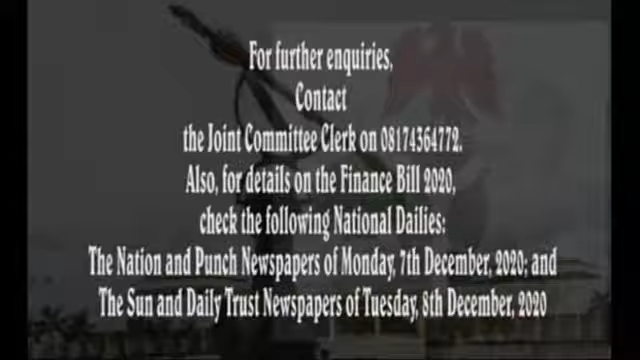 For further enquiries,
Contact
the Joint Committee Clerk on 08174364772.
Also, for details on the Finance Bill 2020,
check the following National Dailies:
The Nation and Punch Newspapers of Monday, 7th December, 2020; and
The Sun and Daily Trust Newspapers of Tuesday, 8th December, 2020